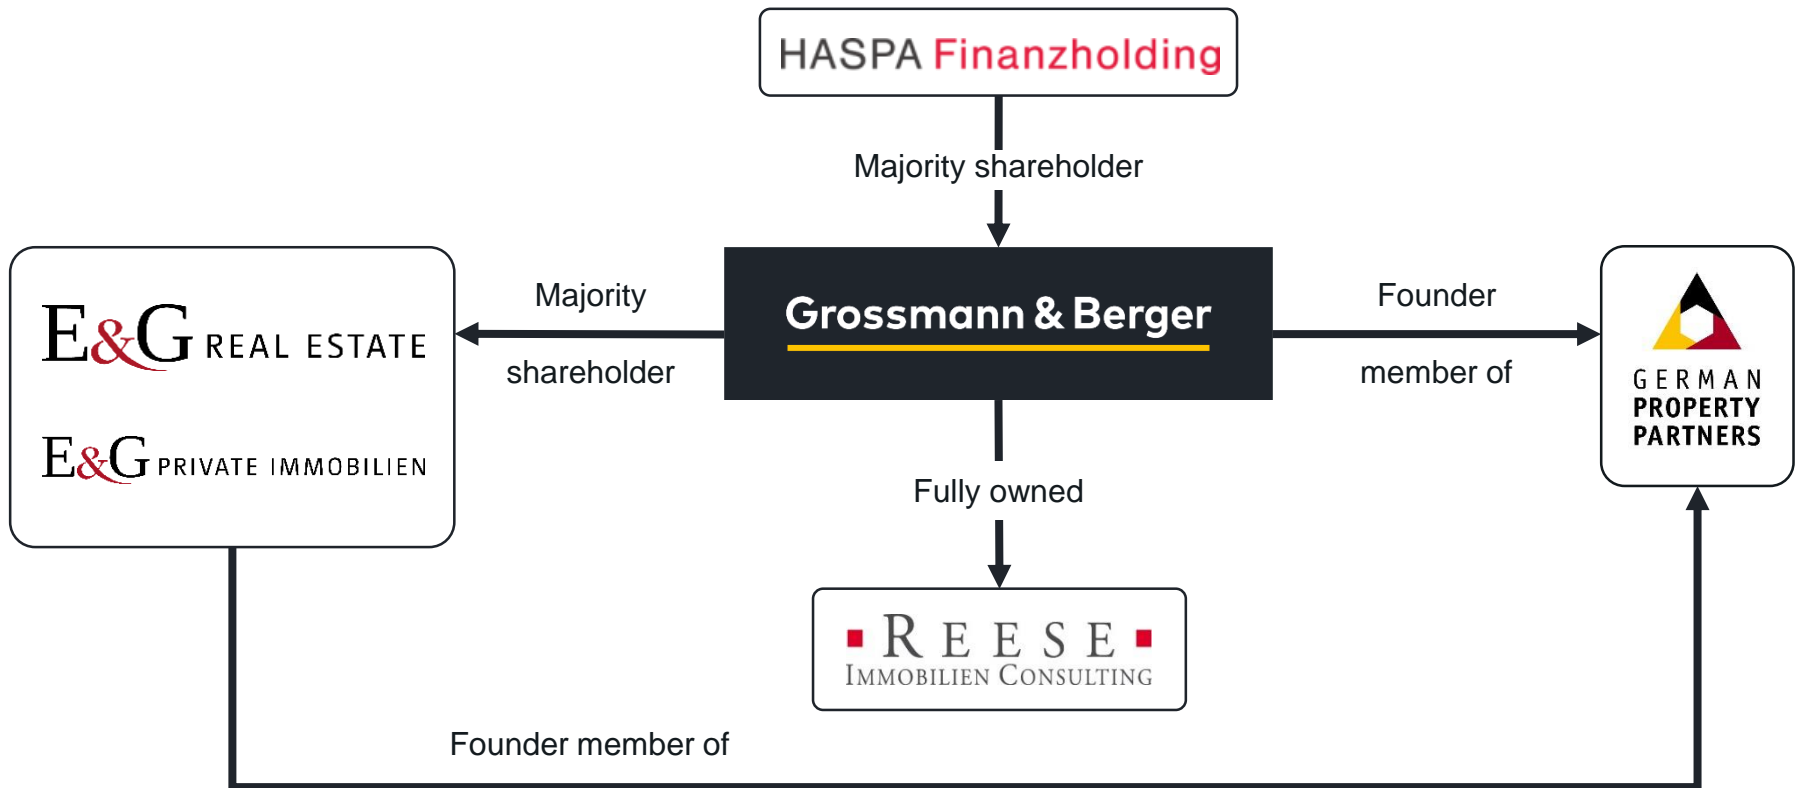 HASPA Finanzholding
Majority shareholder
Majority
shareholder
Grossmann & Berger
Founder
member of
E&G REAL ESTATE
E&G PRIVATE IMMOBILIEN
GERMAN
PROPERTY
PARTNERS
Fully owned
REESE
IMMOBILIEN CONSULTING
Founder member of